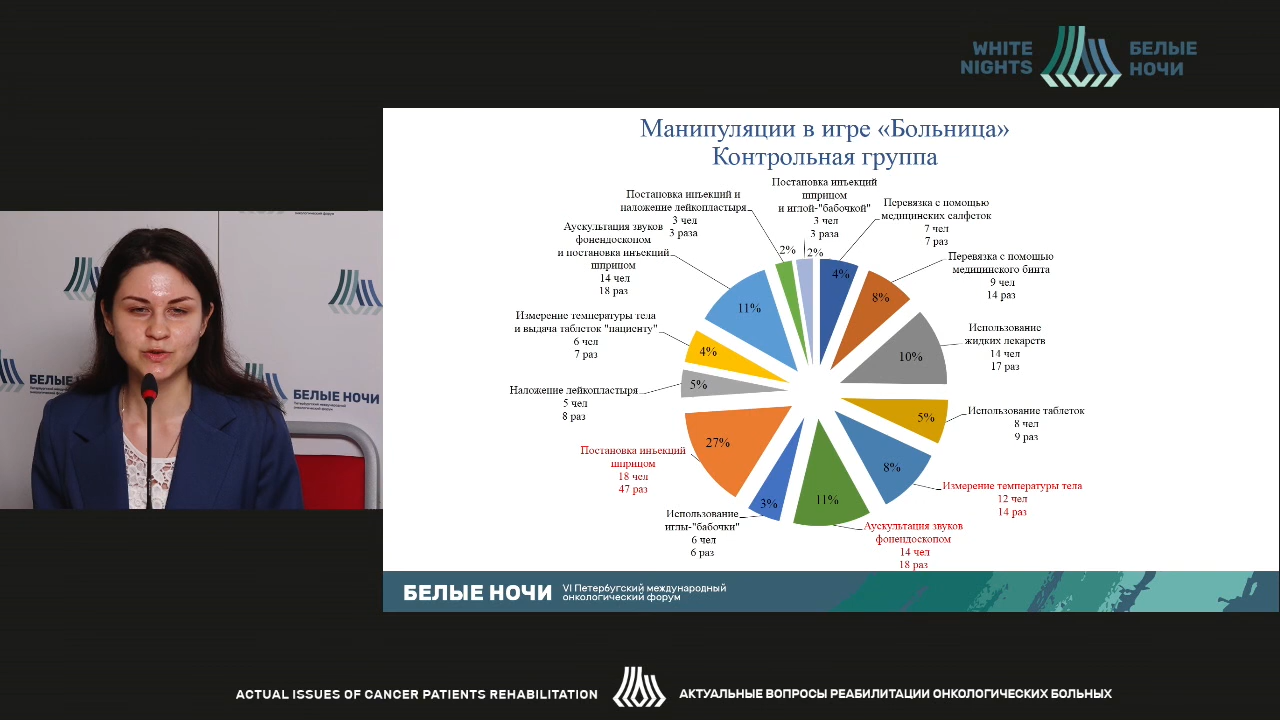 WHITE
NIGHTS
БЕЛЫЕ
НОЧИ
Манипуляции в игре «Больница»
Контрольная группа
Постановка инъекций
шприцом
и иглой-"бабочкой"
3 чел
3 раза
2%
Перевязка с помощью
медицинских салфеток
7 чел
7 раз
4%
Перевязка с помощью
медицинского бинта
9 чел
14 раз
8%
Использование
жидких лекарств
14 чел
17 раз
10%
Использование таблеток
8 чел
9 раз
5%
Измерение температуры тела
12 чел
14 раз
8%
Аускультация звуков
фонендоскопом
14 чел
18 раз
11%
Использование
иглы-"бабочки"
6 чел
6 раз
3%
Постановка инъекций
шприцом
18 чел
47 раз
27%
Наложение лейкопластыря
5 чел
8 раз
5%
Измерение температуры тела
и выдача таблеток "пациенту"
6 чел
7 раз
4%
Аускультация звуков
фонендоскопом
и постановка инъекций
шприцом
14 чел
18 раз
11%
Постановка инъекций и
наложение лейкопластыря
3 чел
3 раза
2%
БЕЛЫЕ НОЧИ
БЕЛЫЕ НОЧИ
БЕЛЫЕ НОЧИ
VI Петербургский международный
онкологический форум
ACTUAL ISSUES OF CANCER PATIENTS REHABILITATION
АКТУАЛЬНЫЕ ВОПРОСЫ РЕАБИЛИТАЦИИ ОНКОЛОГИЧЕСКИХ БОЛЬНЫХ